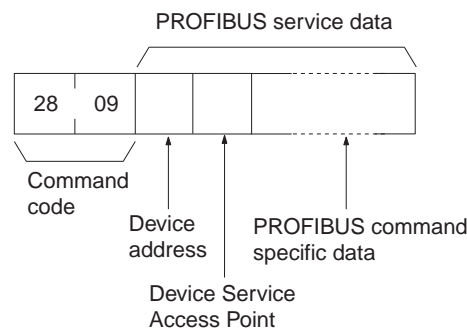 PROFIBUS service data
28 09
Command
code
Device
address
PROFIBUS command
specific data
Device Service
Access Point